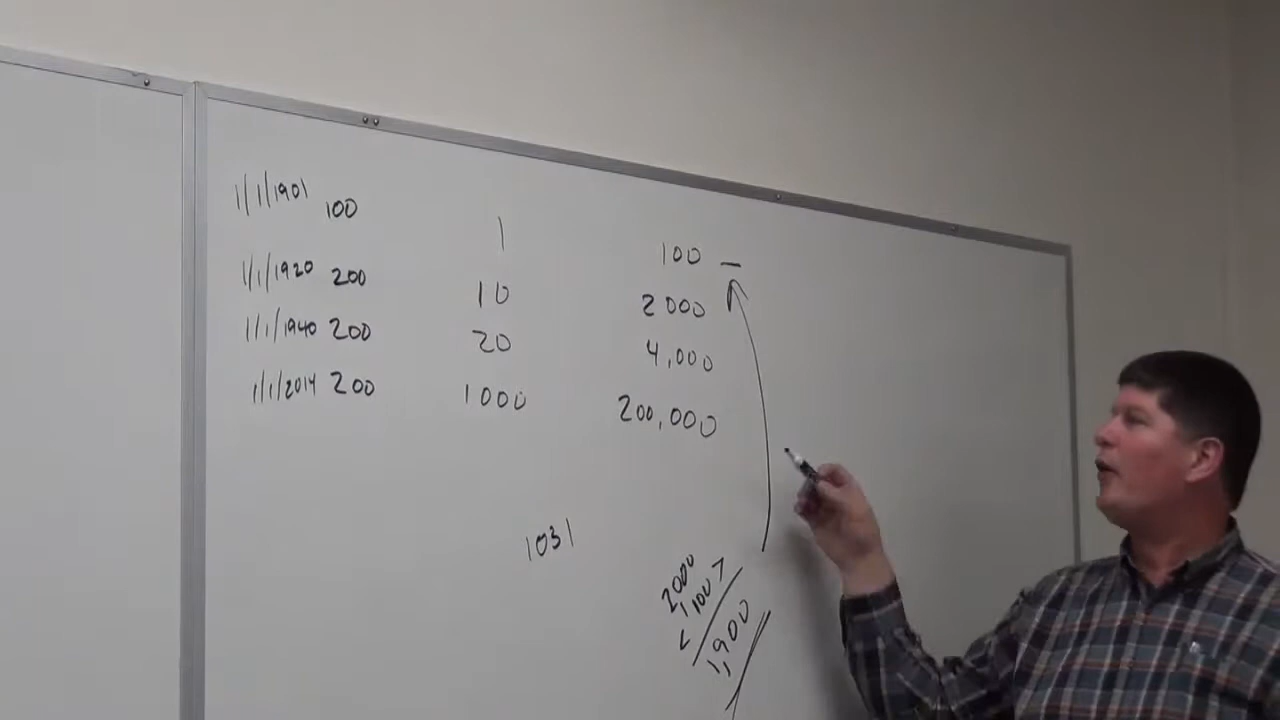 1/1/1901 100 1 100 —
1/1/1920 200 10 2000
1/1/1940 200 20 4,000
1/1/2014 200 1000 200,000
1031
2000
<,100>
1,900